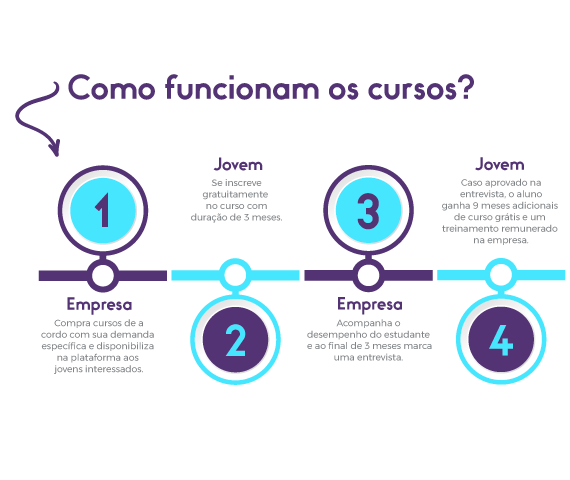 Como funcionam os cursos?
1
Empresa
Compra cursos de a
cordo com sua demanda
específica e disponibiliza
na plataforma aos
jovens interessados.
Jovem
Se inscreve
gratuitamente
no curso com
duração de 3 meses.
2
3
Empresa
Acompanha o
desempenho do estudante
e ao final de 3 meses marca
uma entrevista.
Jovem
Caso aprovado na
entrevista, o aluno
ganha 9 meses adicionais
de curso grátis e um
treinamento remunerado
na empresa.
4